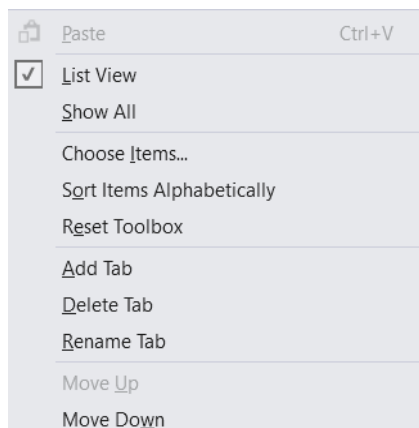 Paste Ctrl+V
List View
Show All
Choose Items...
Sort Items Alphabetically
Reset Toolbox
Add Tab
Delete Tab
Rename Tab
Move Up
Move Down